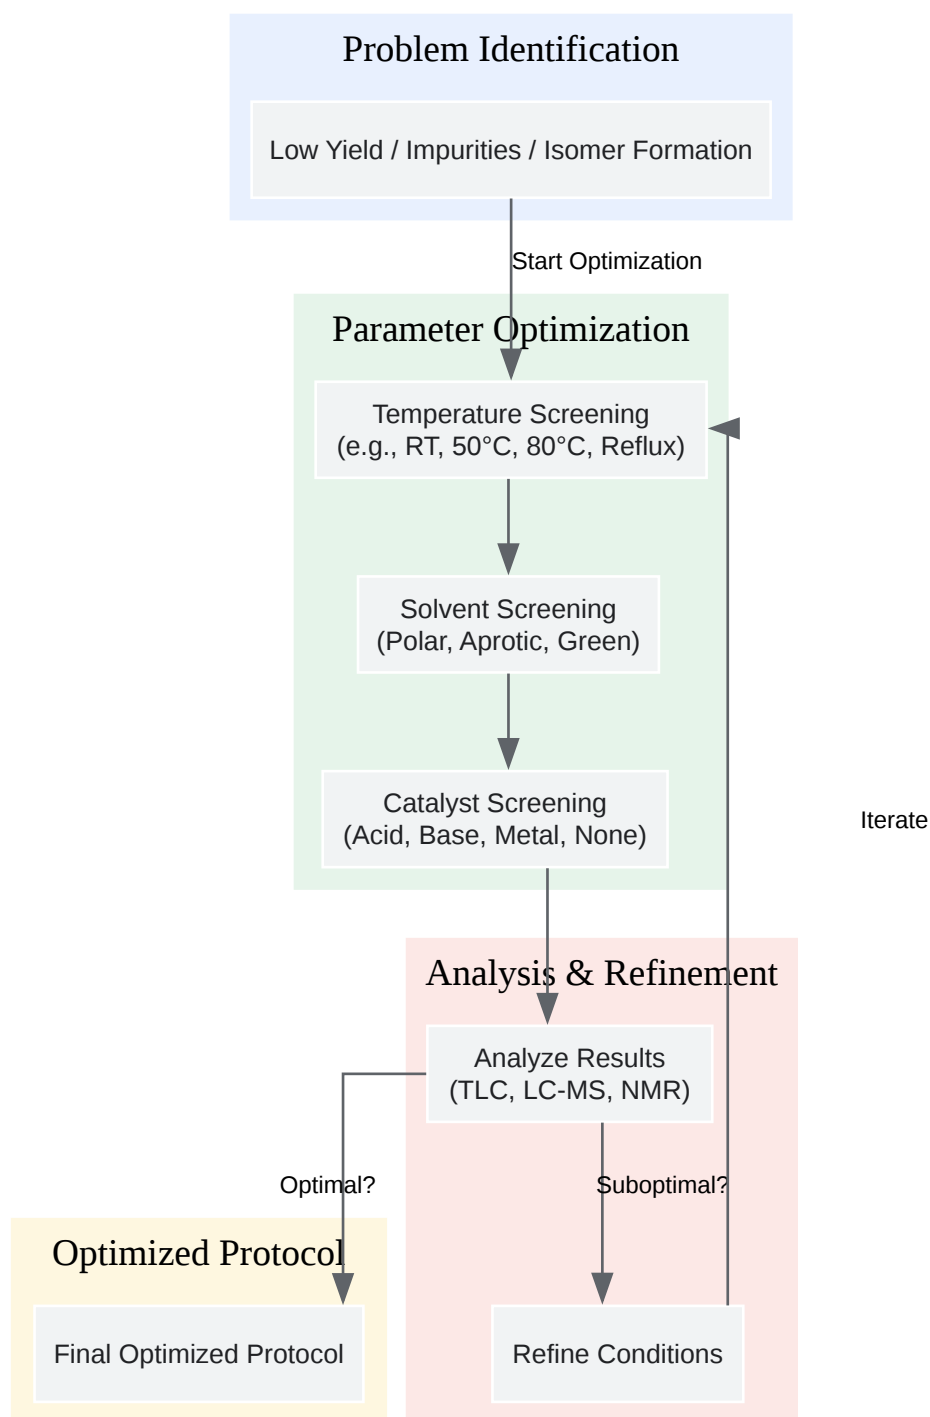 Problem Identification
Low Yield / Impurities / Isomer Formation
Start Optimization
Parameter Optimization
Temperature Screening
(e.g., RT, 50°C, 80°C, Reflux)
Solvent Screening
(Polar, Aprotic, Green)
Catalyst Screening
(Acid, Base, Metal, None)
Iterate
Analysis & Refinement
Analyze Results
(TLC, LC-MS, NMR)
Optimal?
Suboptimal?
Optimized Protocol
Final Optimized Protocol
Refine Conditions